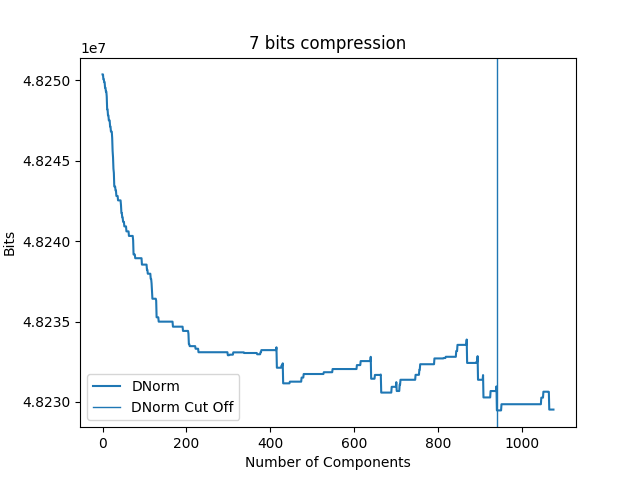 7 bits compression
1e7
4.8250
4.8245
4.8240
4.8235
4.8230
Bits
DNorm
DNorm Cut Off
0 200 400 600 800 1000
Number of Components